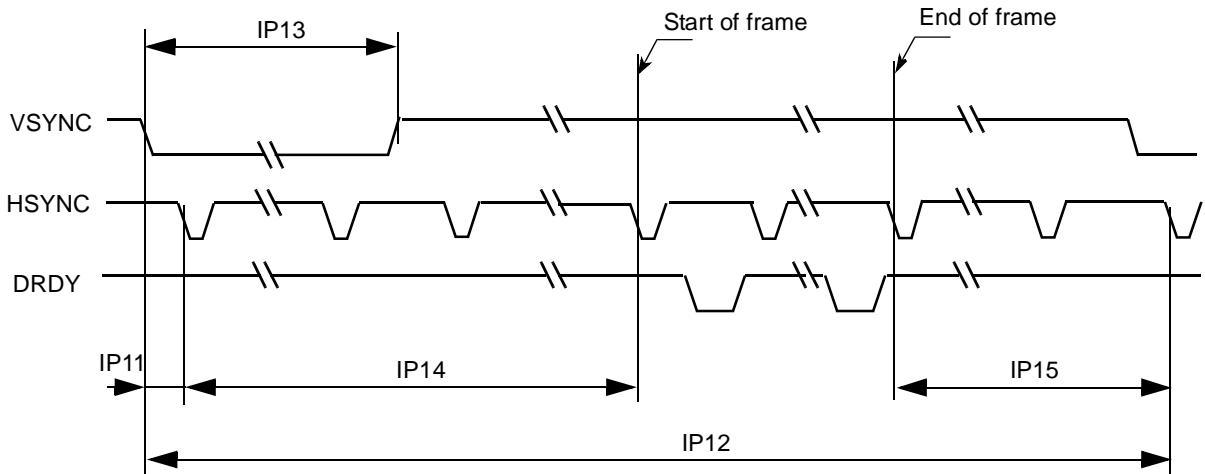 IP13
Start of frame
End of frame
VSYNC
HSYNC
DRDY
IP11
IP14
IP15
IP12